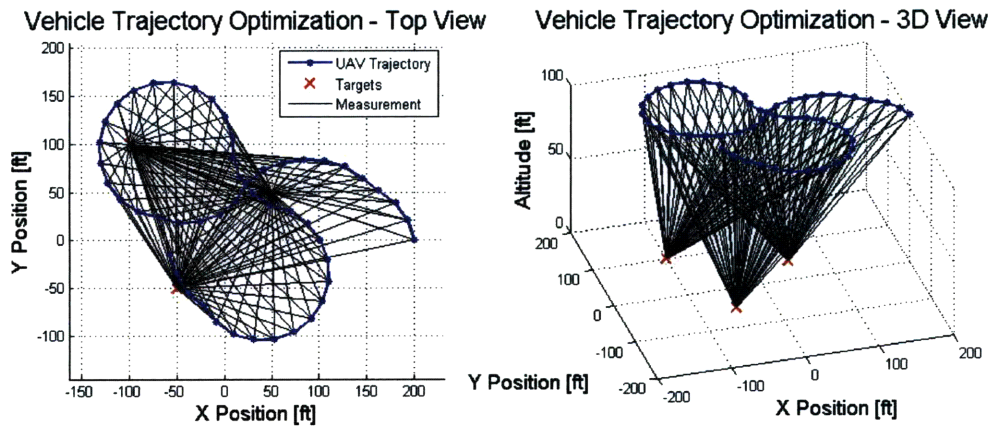 Vehicle Trajectory Optimization - Top View
200
150
100
50
0
-50
-100
-150
-100
-50
0
50
100
150
200
Y Position [ft]
X Position [ft]
UAV Trajectory
Targets
Measurement
Vehicle Trajectory Optimization - 3D View
100
50
0
Altitude [ft]
200
100
0
-100
-200
Y Position [ft]
-200
-100
0
100
200
X Position [ft]